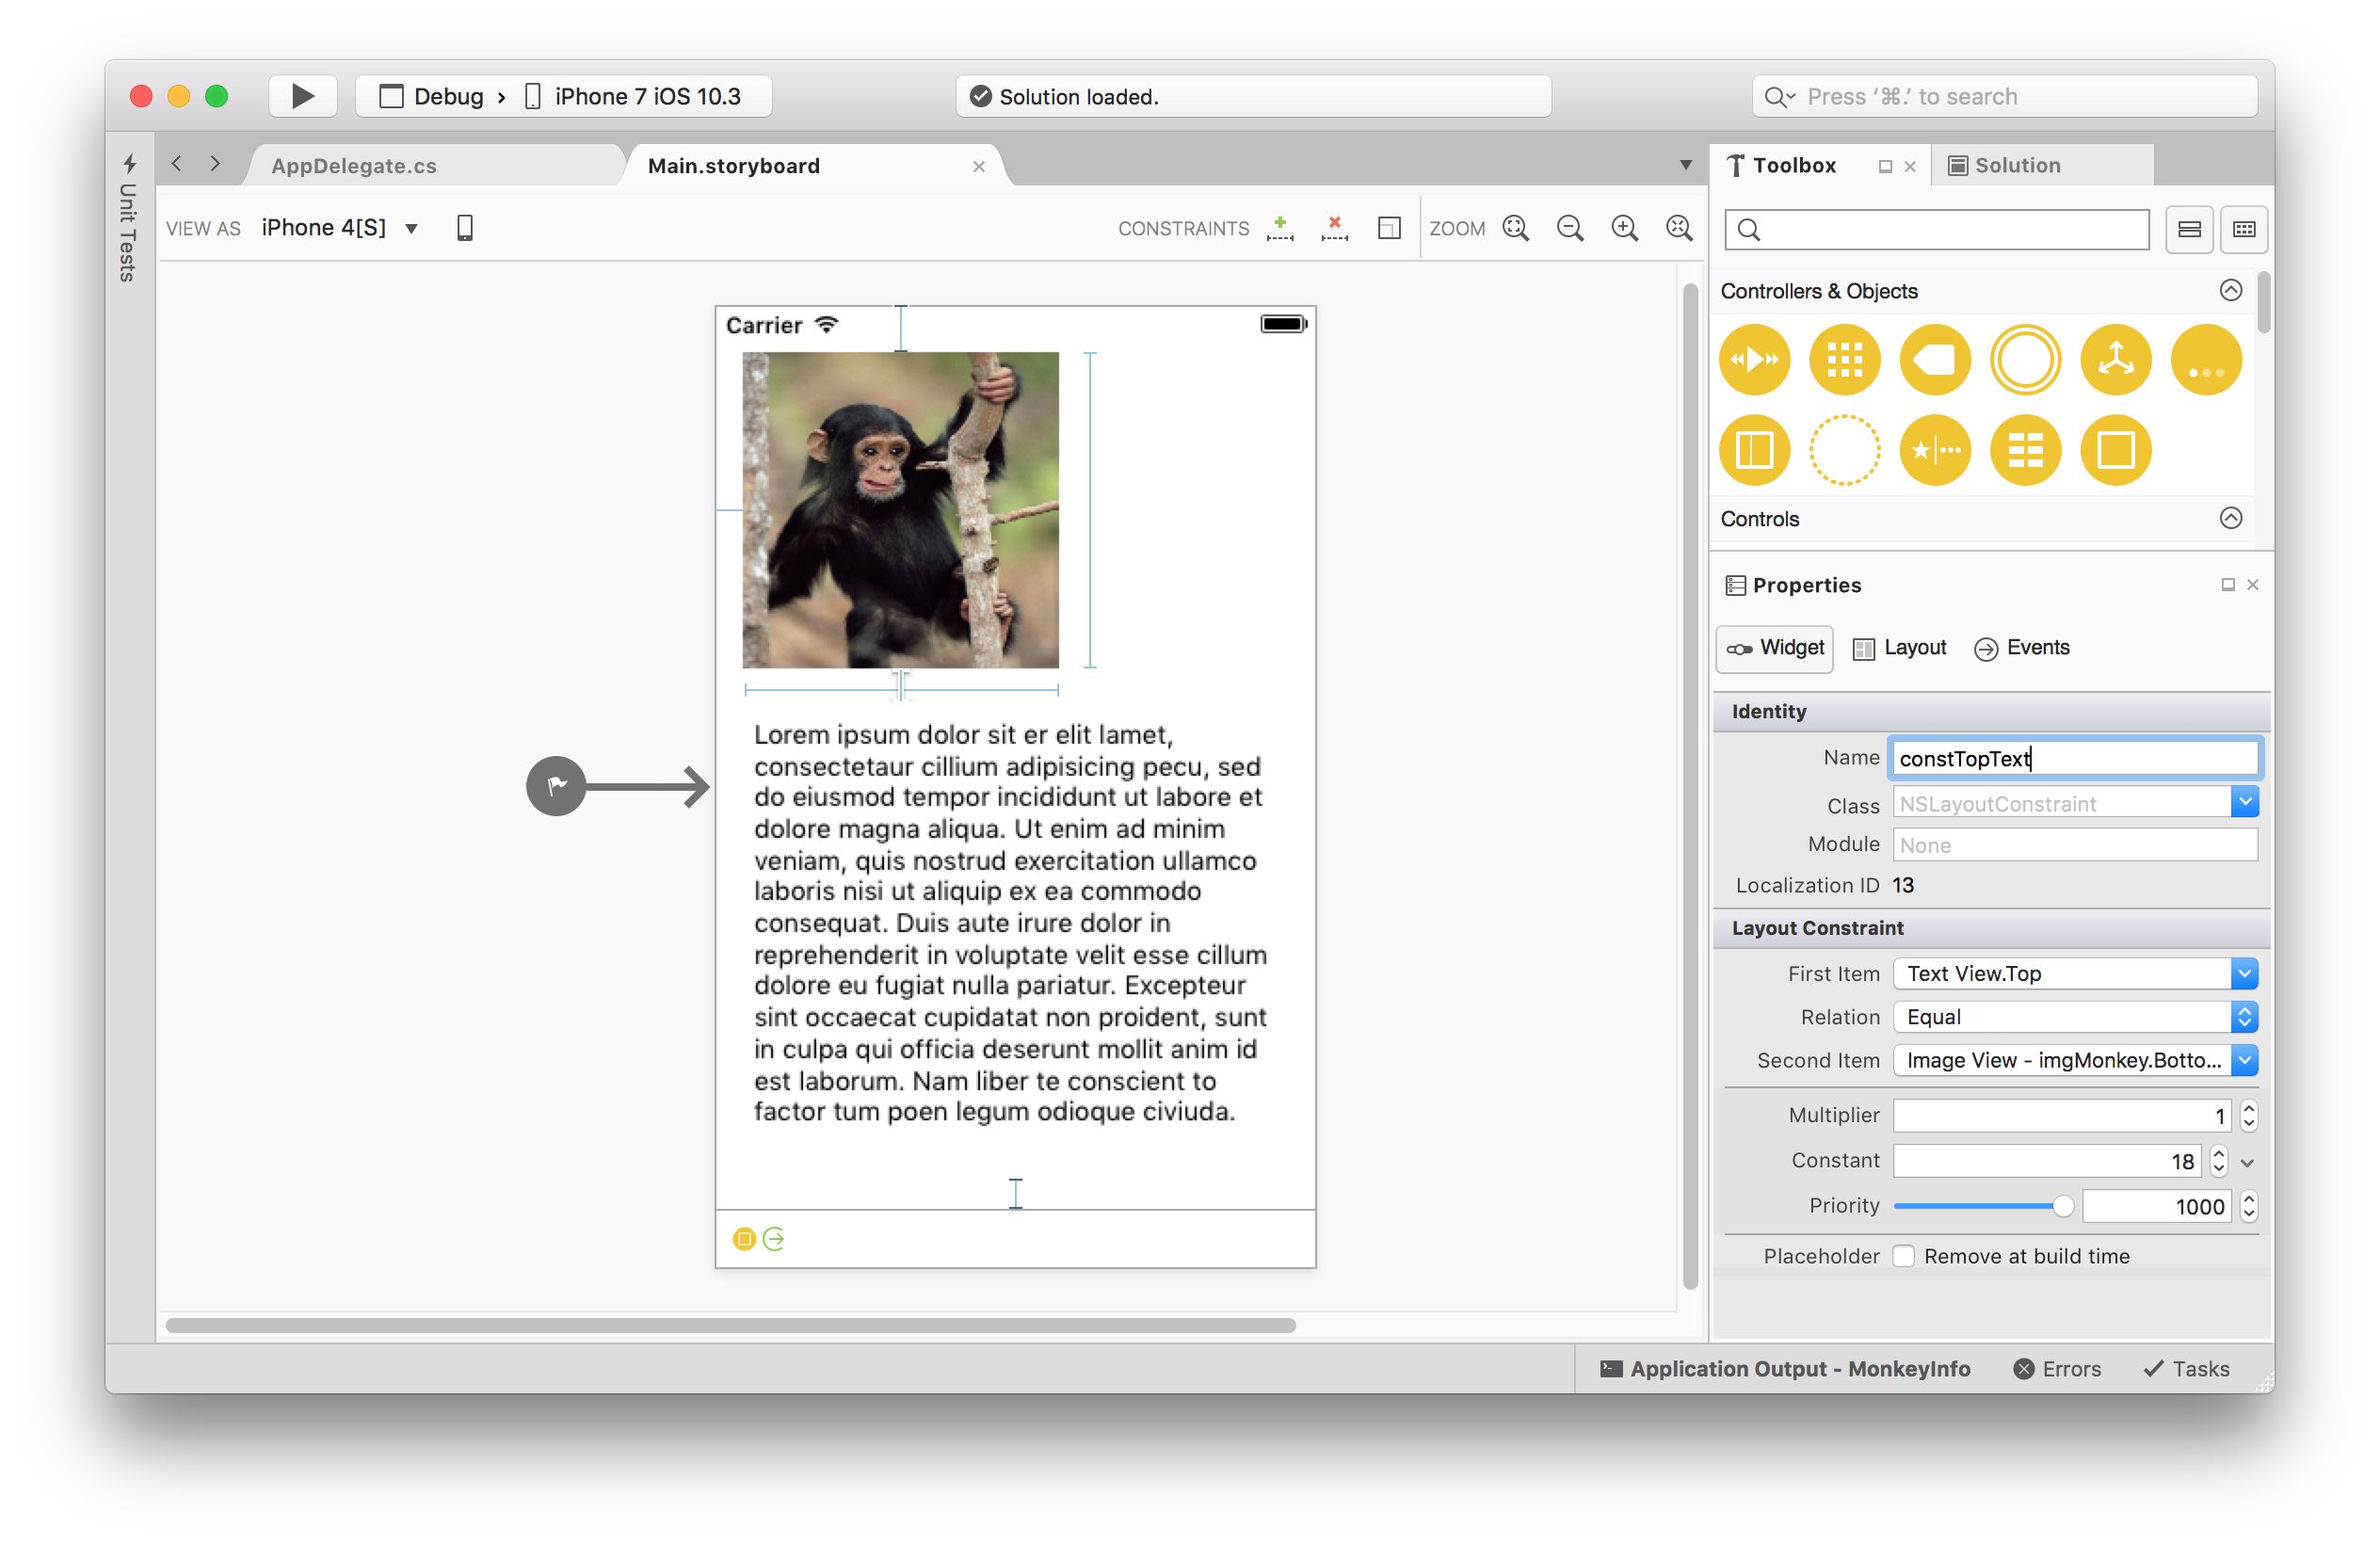 Debug › iPhone 7 iOS 10.3
Solution loaded.
Press ‘⌘.’ to search
Unit Tests
AppDelegate.cs
Main.storyboard
Toolbox
Solution
VIEW AS iPhone 4[S]
CONSTRAINTS
ZOOM
Controllers & Objects
Controls
Carrier
Lorem ipsum dolor sit er elit lamet,
consectetaur cillium adipisicing pecu, sed
do eiusmod tempor incididunt ut labore et
dolore magna aliqua. Ut enim ad minim
veniam, quis nostrud exercitation ullamco
laboris nisi ut aliquip ex ea commodo
consequat. Duis aute irure dolor in
reprehenderit in voluptate velit esse cillum
dolore eu fugiat nulla pariatur. Excepteur
sint occaecat cupidatat non proident, sunt
in culpa qui officia deserunt mollit anim id
est laborum. Nam liber te conscient to
factor tum poen legum odioque civiuda.
Properties
Widget Layout Events
Identity
Name constTopText
Class NSLayoutConstraint
Module None
Localization ID 13
Layout Constraint
First Item Text View.Top
Relation Equal
Second Item Image View - imgMonkey.Botto...
Multiplier 1
Constant 18
Priority 1000
Placeholder Remove at build time
Application Output - MonkeyInfo Errors Tasks